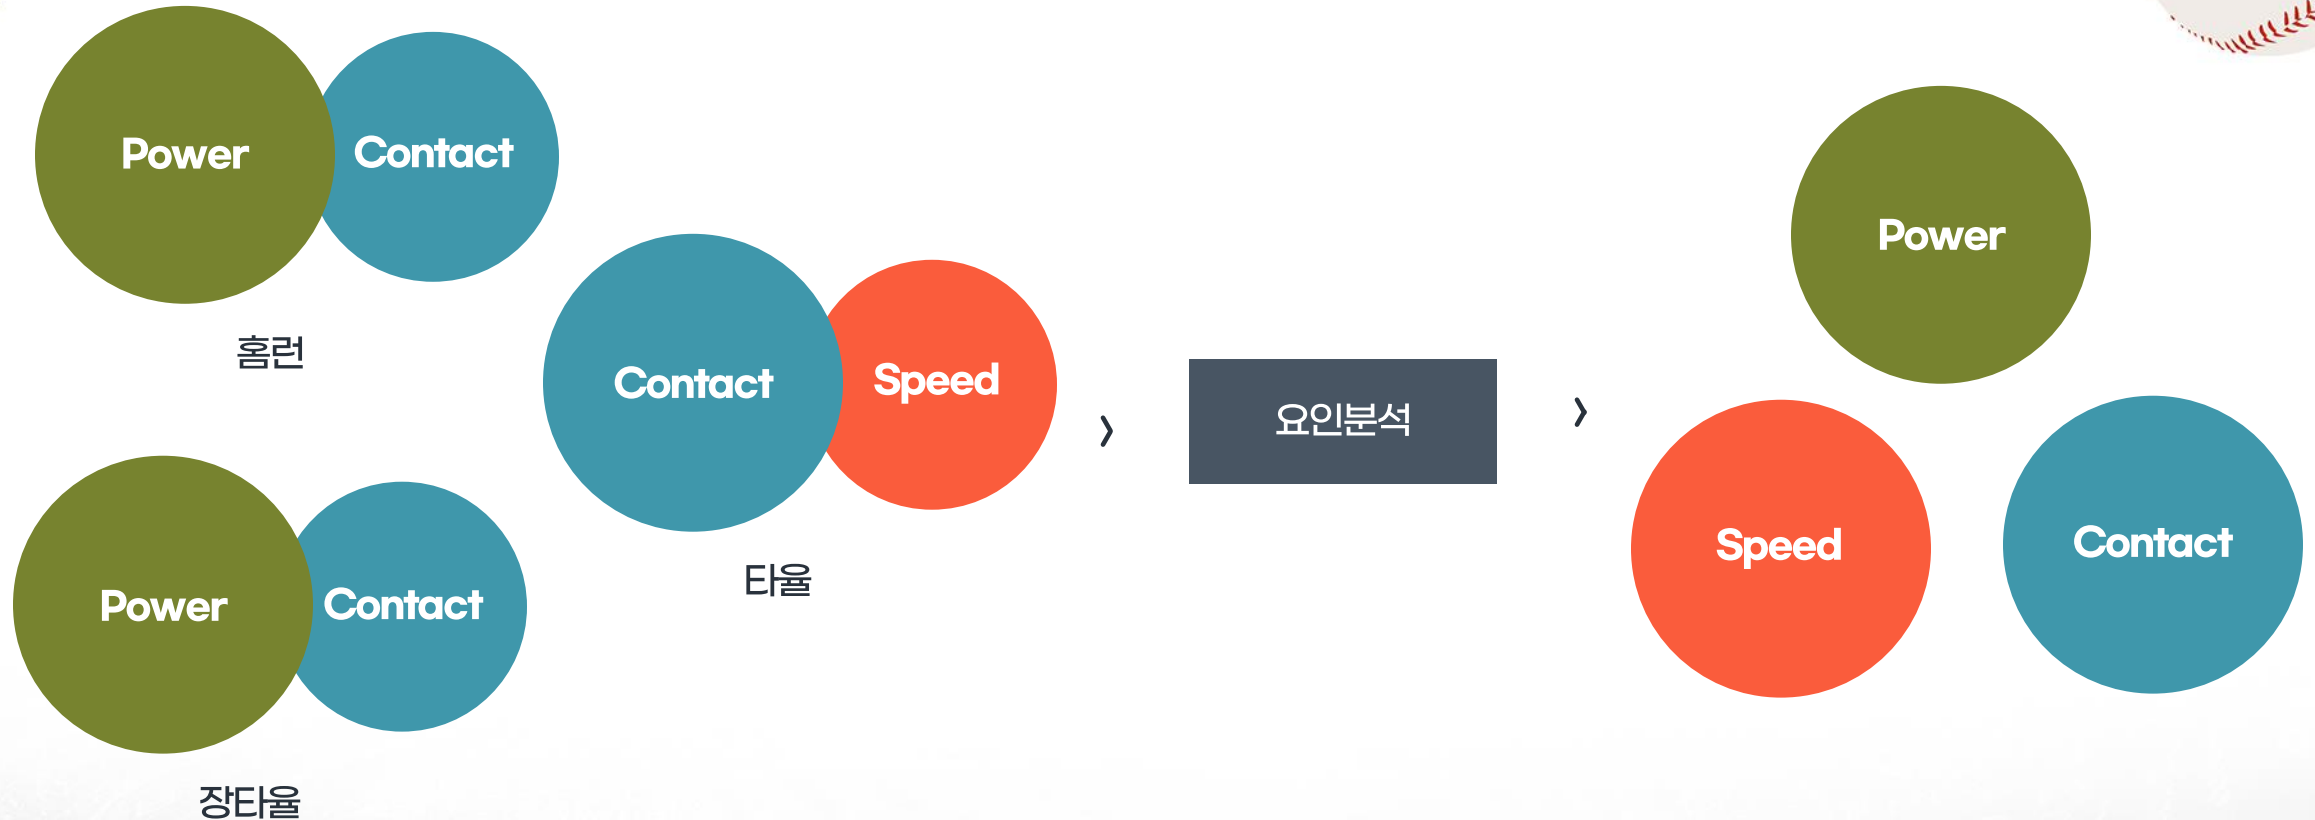 Power
Contact
홈런
Contact
Speed
타율
Power
Contact
장타율
›
요인분석
›
Power
Speed
Contact